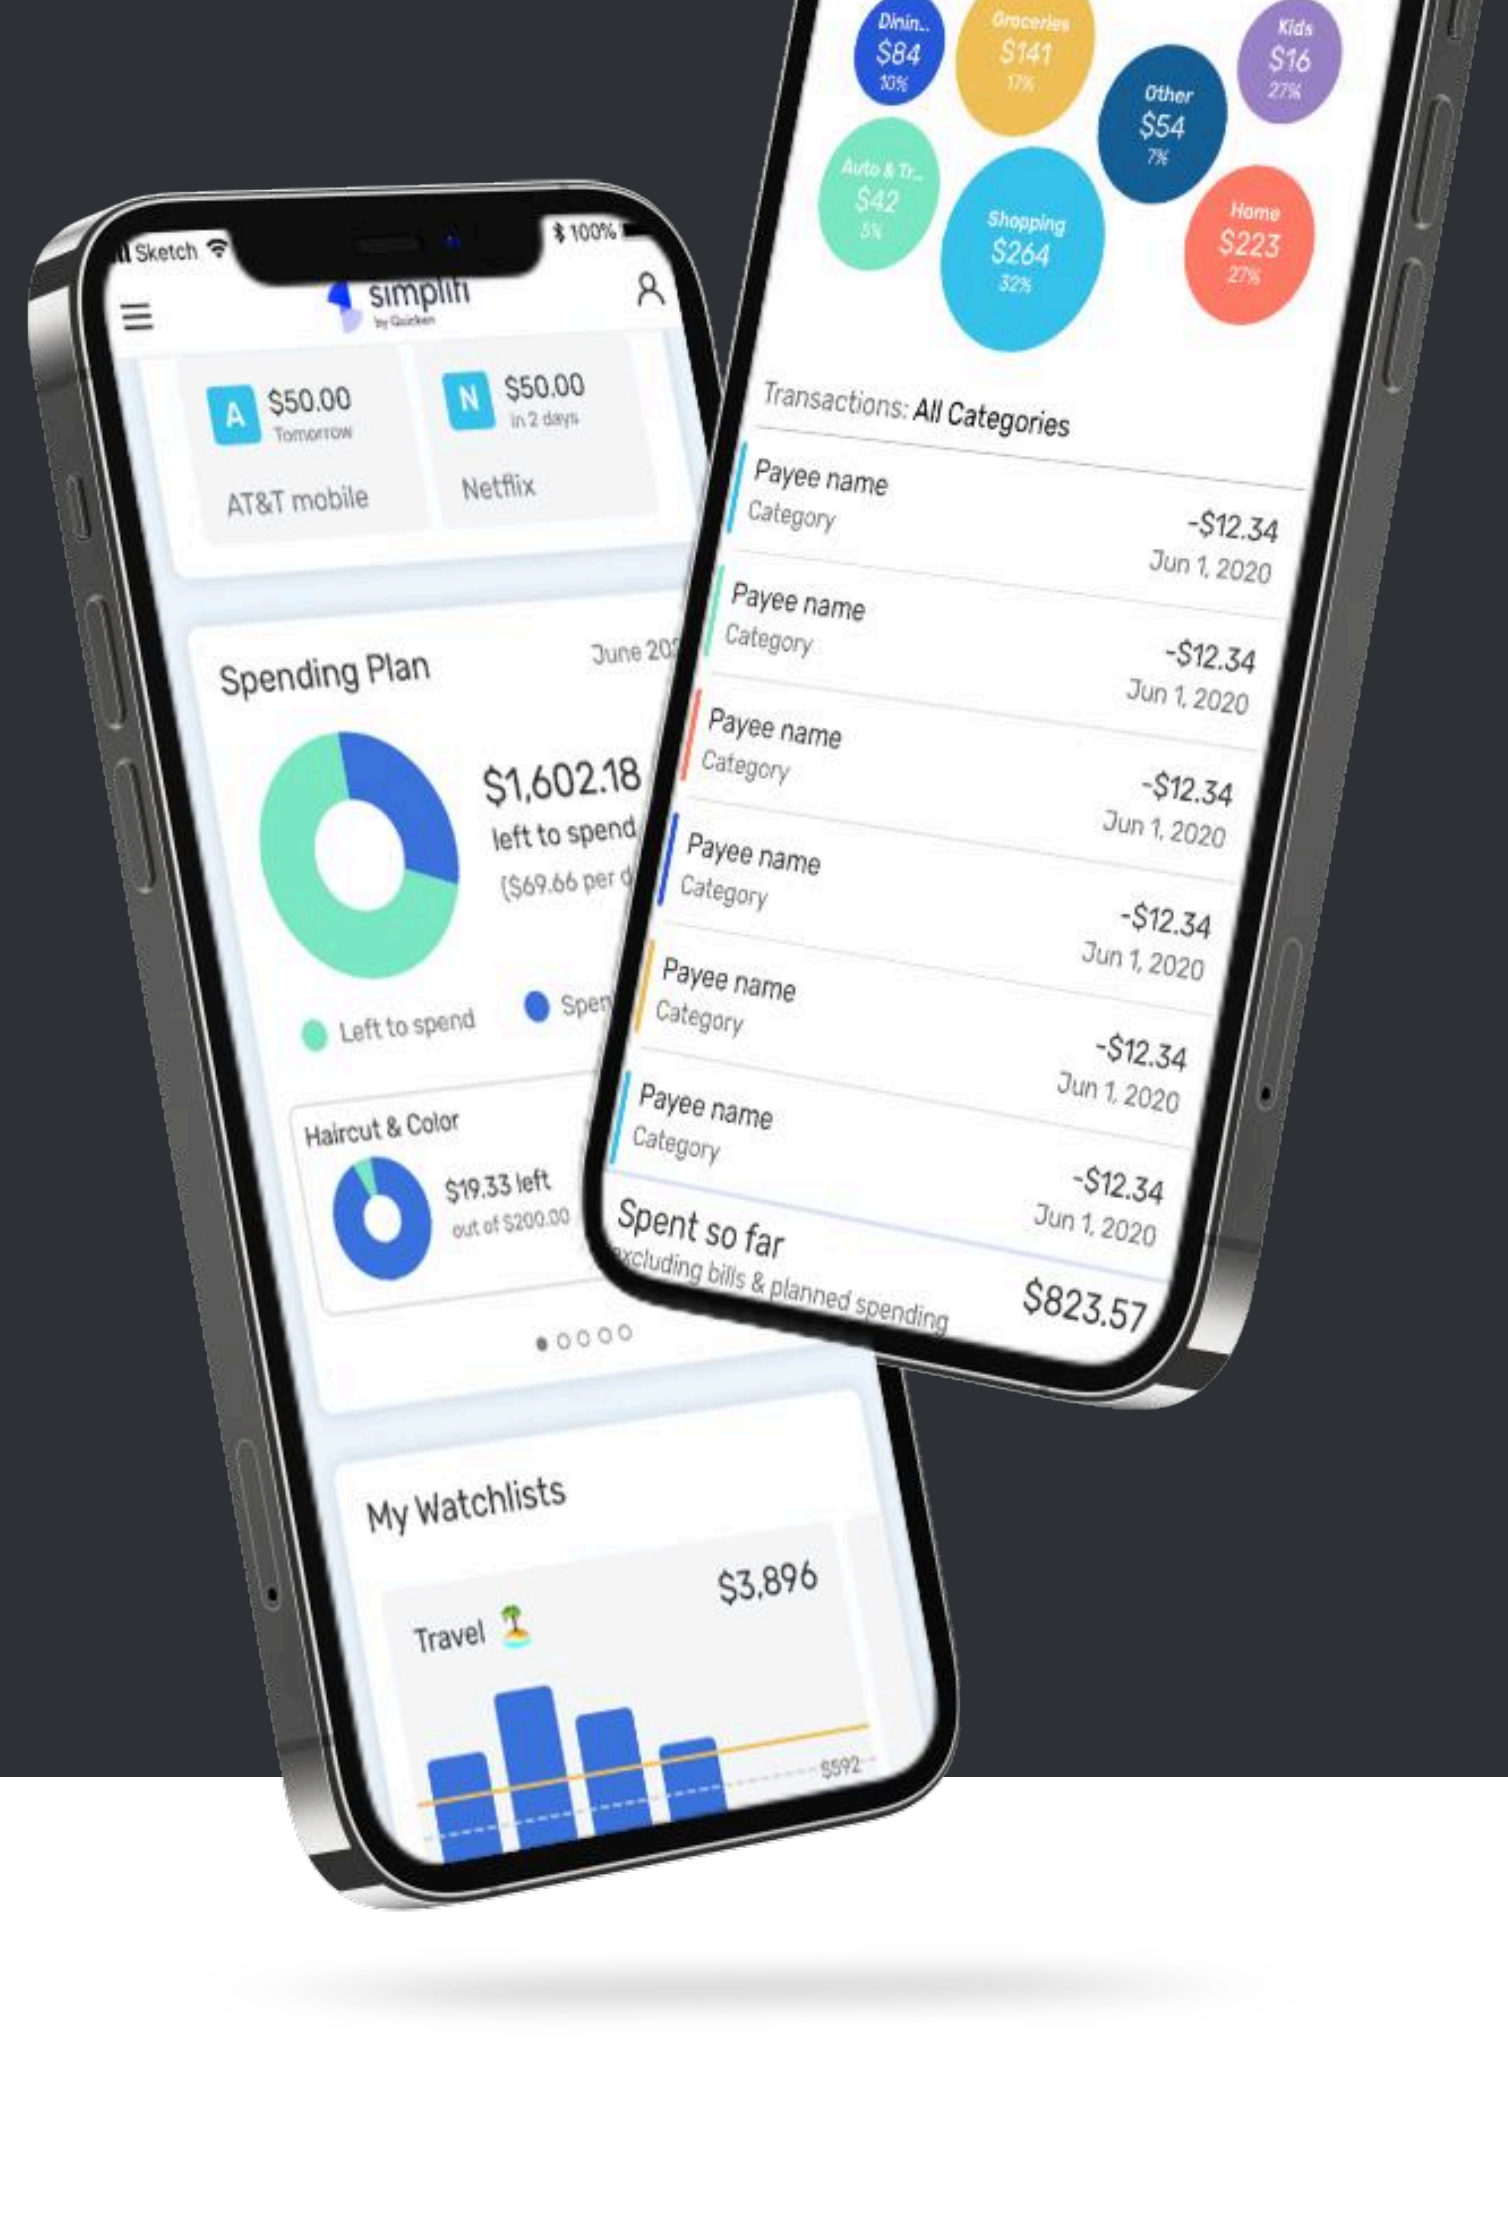 Sketch
100%
simplifi
by Quicken
A
$50.00
Tomorrow
AT&T mobile
N
$50.00
in 2 days
Netflix
Spending Plan
June
$1,602.18
left to spend
($69.66 per
Left to spend
Haircut & Color
$19.33 left
out of $200.00
My Watchlists
Travel
$3,896
$592
Dinin...
$84
10%
Groceries
$141
17%
Other
$54
7%
Kids
$16
27%
Auto & Tr...
$42
5%
Shopping
$264
32%
Home
$223
27%
Transactions: All Categories
Payee name
-$12.34
Category
Jun 1, 2020
Payee name
-$12.34
Category
Jun 1, 2020
Payee name
-$12.34
Category
Jun 1, 2020
Payee name
-$12.34
Category
Jun 1, 2020
Payee name
-$12.34
Category
Jun 1, 2020
Payee name
-$12.34
Category
Jun 1, 2020
Spent so far
excluding bills & planned spending
$823.57